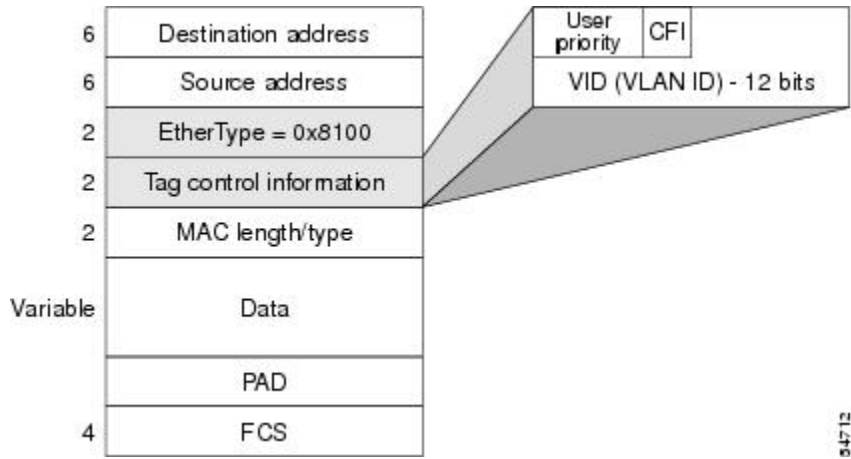 6 Destination address
6 Source address
2 EtherType = 0x8100
2 Tag control information
2 MAC length/type
Variable Data
PAD
4 FCS
User
priority
CFI
VID (VLAN ID) - 12 bits
54712